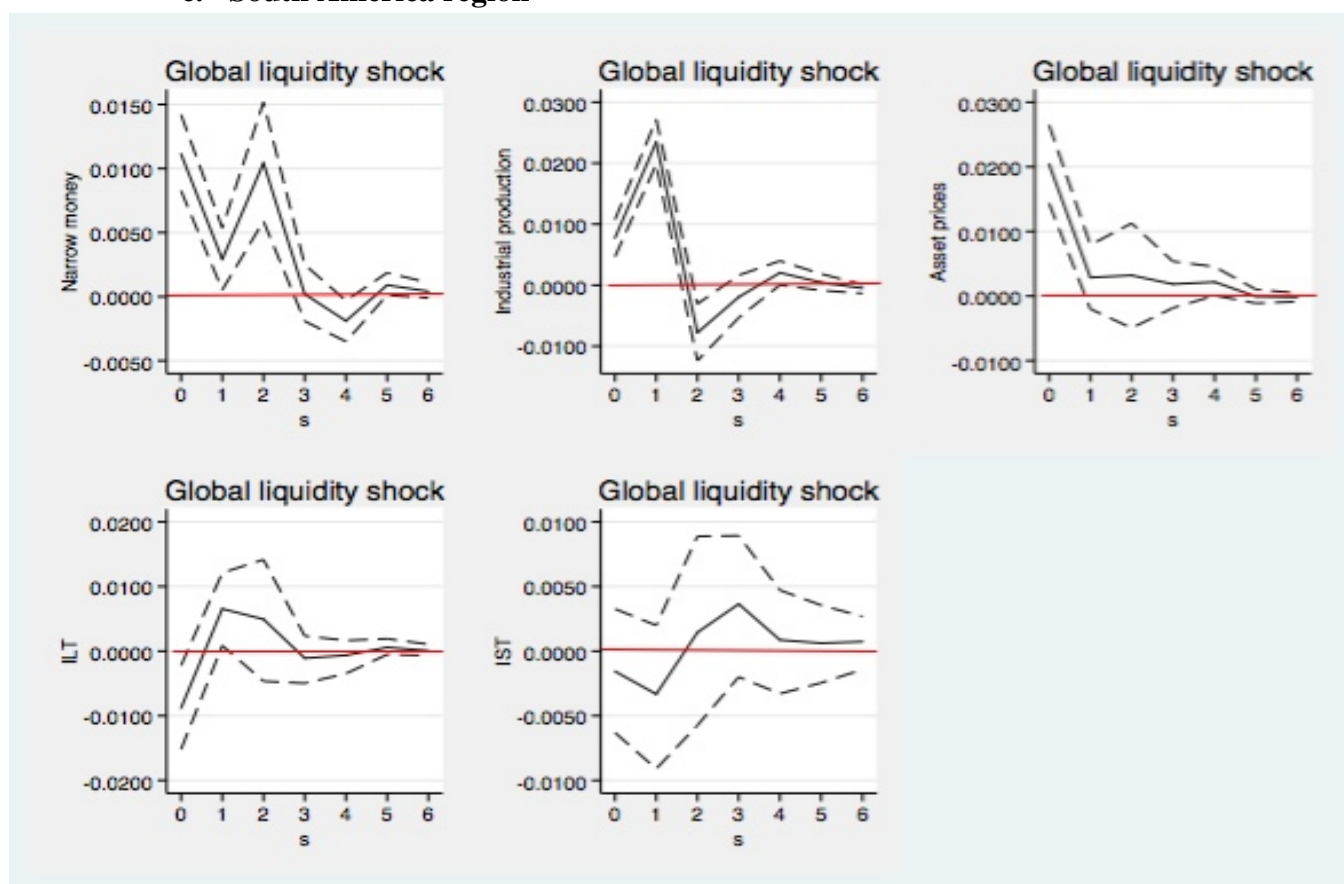 South America region
Global liquidity shock
Narrow money
0.0150
0.0100
0.0050
0.0000
-0.0050
0 1 2 3 4 5 6
s
Global liquidity shock
Industrial production
0.0300
0.0200
0.0100
0.0000
-0.0100
0 1 2 3 4 5 6
s
Global liquidity shock
Asset prices
0.0300
0.0200
0.0100
0.0000
-0.0100
0 1 2 3 4 5 6
s
Global liquidity shock
ILT
0.0200
0.0100
0.0000
-0.0100
-0.0200
0 1 2 3 4 5 6
s
Global liquidity shock
IST
0.0100
0.0050
0.0000
-0.0050
-0.0100
0 1 2 3 4 5 6
s